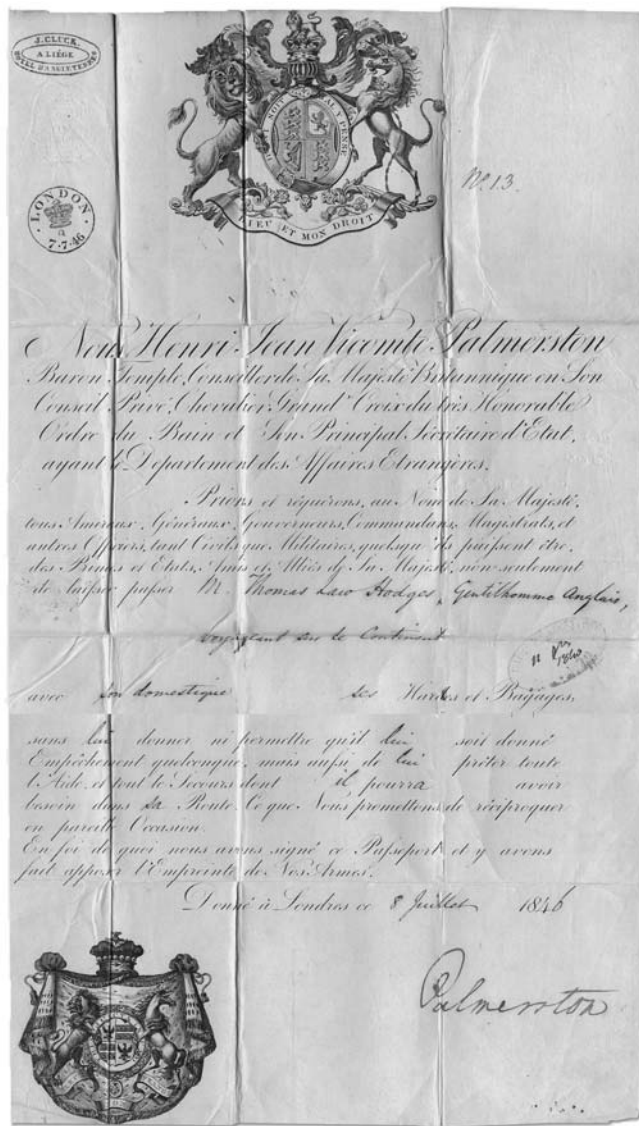 J. CLUCK.
A LIÉGE
HOTEL D'ANGLETERRE
HONI SOIT QUI MAL Y PENSE
DIEU ET MON DROIT
No. 13.
LONDON
7-7-46
Nous, Henri Jean Vicomte Palmerston
Baron Temple, Conseiller de Sa Majesté Britannique en Son
Conseil Privé, Chevalier Grand Croix du très Honorable
Ordre du Bain et Son Principal Sécrétaire d'Etat,
ayant le Département des Affaires Etrangères.
Prions et réquérons, au Nom de Sa Majesté,
tous Amiraux, Généraux, Gouverneurs, Commandans, Magistrats, et
autres Officiers, tant Civils que Militaires, quelsqu'ils puissent être,
des Princes et Etats, Amis et Alliés de Sa Majesté, non seulement
de laisser passer M. Thomas Law Hodges, Gentilhomme Anglais,
voyageant sur le Continent
avec son domestique ses Hardes et Bagages,
sans lui donner ni permettre qu'il lui soit donné
Empêchement quelconque, mais aussi de lui prêter toute
l'Aide, et tout le Secours dont il pourra avoir
besoin dans sa Route. Ce que Nous promettons de réciproquer
en pareille Occasion.
En foi de quoi nous avons signé ce Passeport et y avons
fait apposer l'Empreinte de Nos Armes.
Donné à Londres ce 8 Juillet 1846
Palmerston